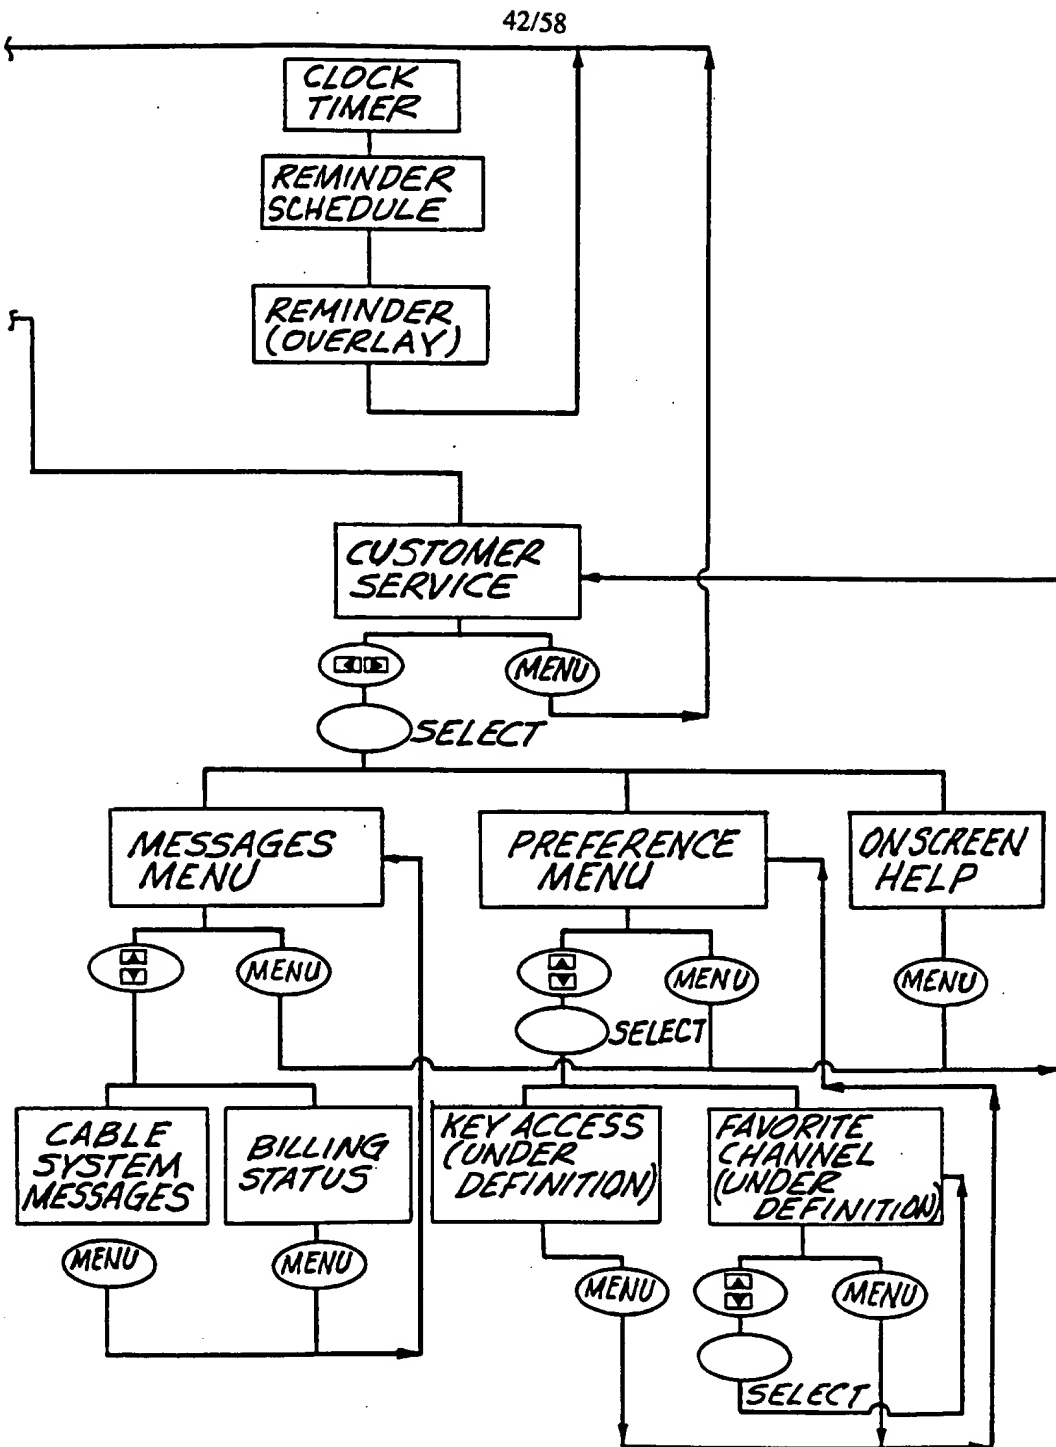 42/58
CLOCK
TIMER
REMINDER
SCHEDULE
REMINDER
(OVERLAY)
CUSTOMER
SERVICE
MENU
SELECT
MESSAGES
MENU
PREFERENCE
MENU
ON SCREEN
HELP
MENU
MENU
MENU
SELECT
CABLE
SYSTEM
MESSAGES
BILLING
STATUS
KEY ACCESS
(UNDER
DEFINITION)
FAVORITE
CHANNEL
(UNDER
DEFINITION)
MENU
MENU
MENU
MENU
SELECT